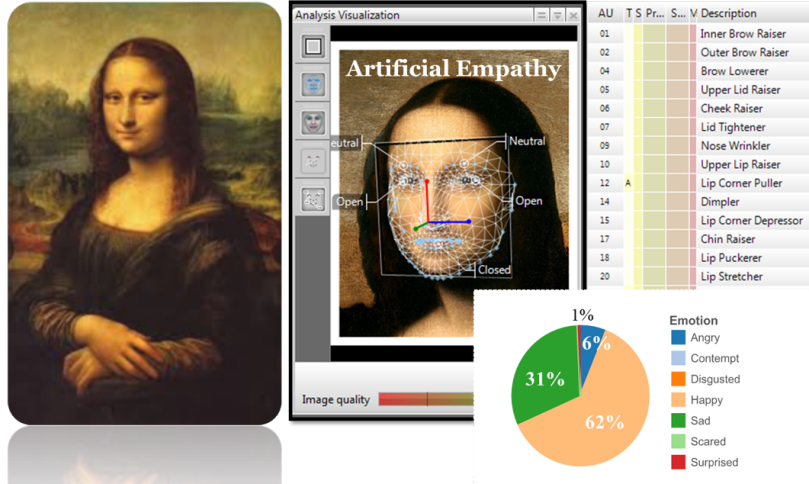 Analysis Visualization
Artificial Empathy
eutral
Neutral
Open
Open
Closed
Image quality
AU T S Pr... S... V Description
01 Inner Brow Raiser
02 Outer Brow Raiser
04 Brow Lowerer
05 Upper Lid Raiser
06 Cheek Raiser
07 Lid Tightener
09 Nose Wrinkler
10 Upper Lip Raiser
12 A Lip Corner Puller
14 Dimpler
15 Lip Corner Depressor
17 Chin Raiser
18 Lip Puckerer
20 Lip Stretcher
1%
6%
31%
62%
Emotion
Angry
Contempt
Disgusted
Happy
Sad
Scared
Surprised